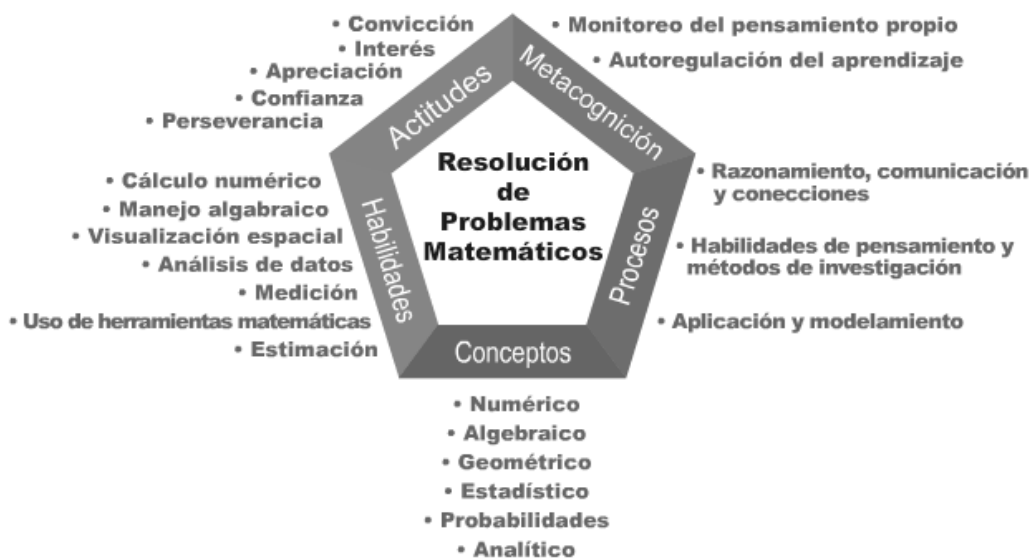 • Convicción
• Interés
• Apreciación
• Confianza
• Perseverancia
Actitudes
• Monitoreo del pensamiento propio
• Autoregulación del aprendizaje
Metacognición
Resolución
de
Problemas
Matemáticos
• Cálculo numérico
• Manejo algabraico
• Visualización espacial
• Análisis de datos
• Medición
• Uso de herramientas matemáticas
• Estimación
Habilidades
• Razonamiento, comunicación
y conecciones
• Habilidades de pensamiento y
métodos de investigación
• Aplicación y modelamiento
Procesos
Conceptos
• Numérico
• Algebraico
• Geométrico
• Estadístico
• Probabilidades
• Analítico